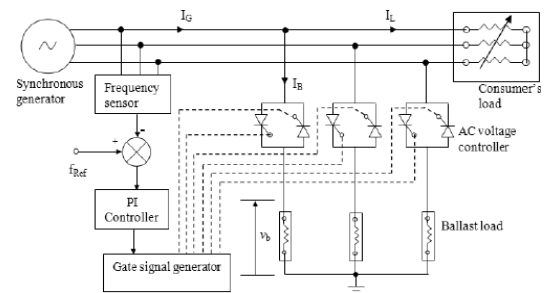 I_G
I_L
Synchronous
generator
Frequency
sensor
I_B
Consumer's
load
AC voltage
controller
+
-
f_Ref
PI
Controller
v_b
Ballast load
Gate signal generator